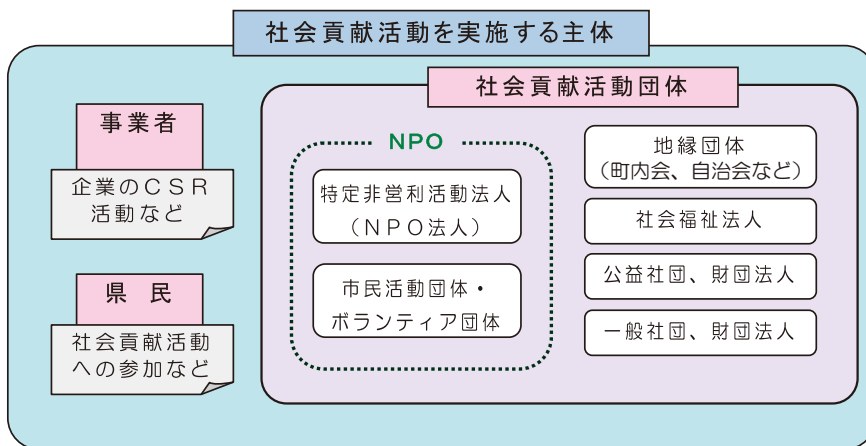 社会貢献活動を実施する主体
社会貢献活動団体
事業者
企業のCSR
活動など
県民
社会貢献活動
への参加など
NPO
特定非営利活動法人
（NPO法人）
市民活動団体・
ボランティア団体
地縁団体
（町内会、自治会など）
社会福祉法人
公益社団、財団法人
一般社団、財団法人